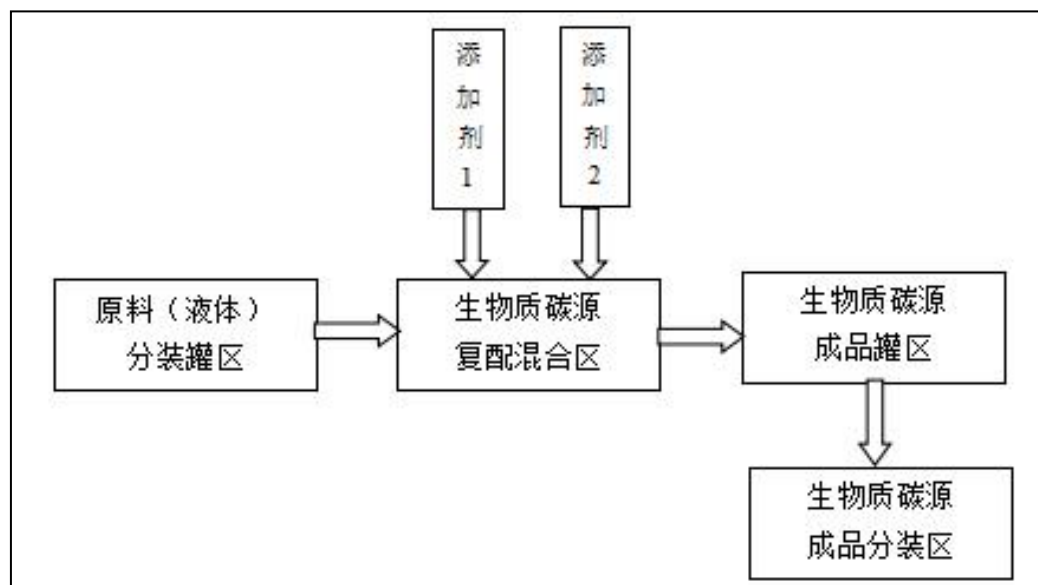 添
加
剂
1
添
加
剂
2
原料（液体）
分装罐区
生物质碳源
复配混合区
生物质碳源
成品罐区
生物质碳源
成品分装区